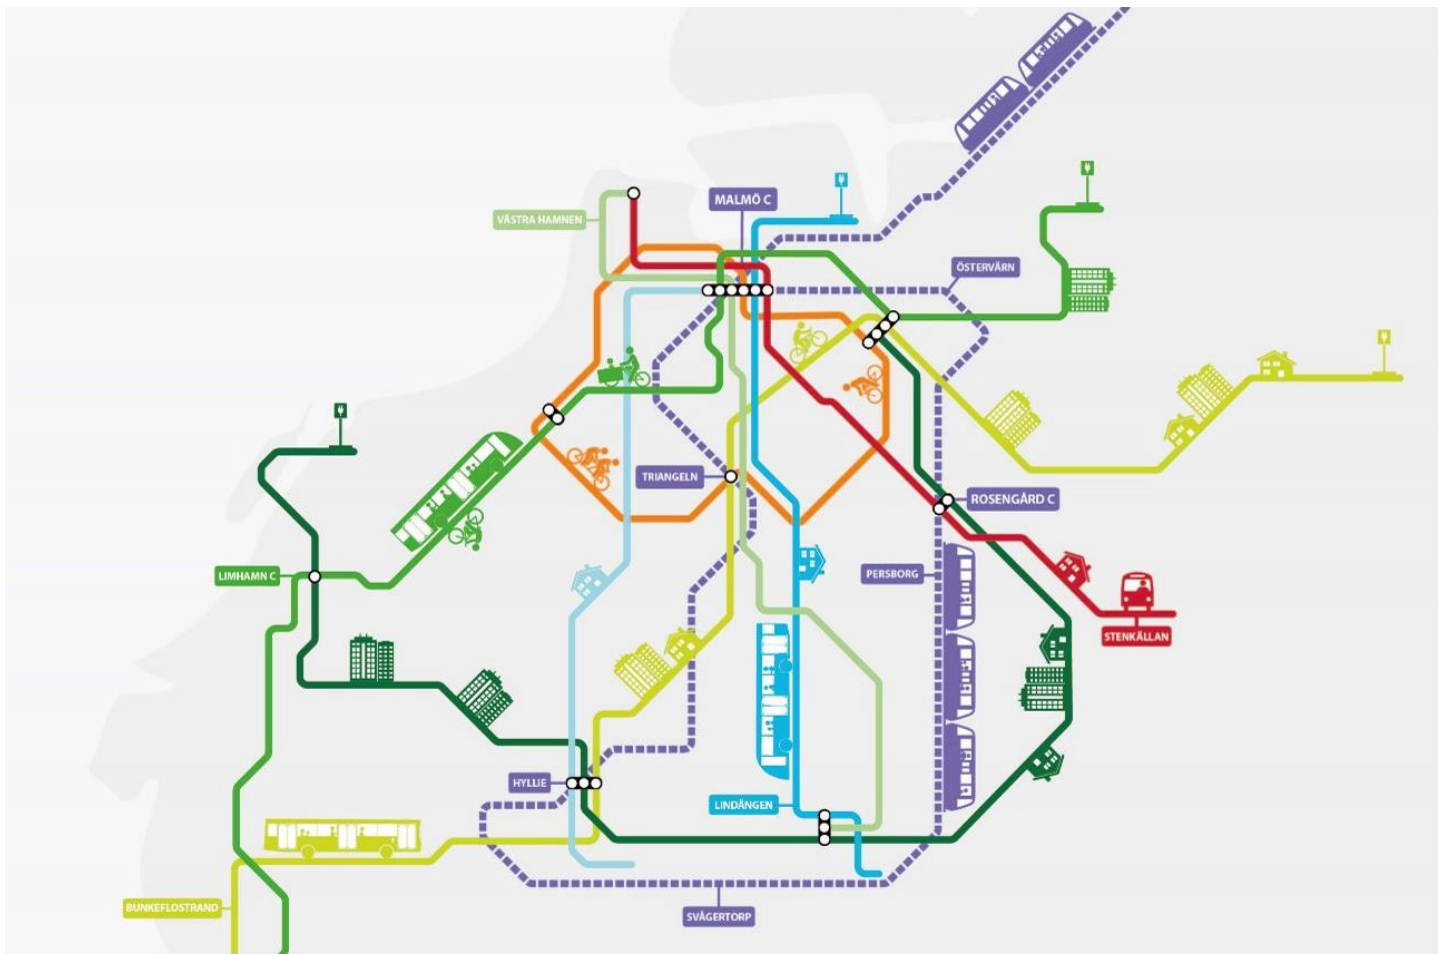 MALMÖ C
VÄSTRA HAMNEN
ÖSTERVÄRN
TRIANGELN
ROSENGÅRD C
LIMHAMN C
PERSBORG
STENKÄLLAN
HYLLIE
LINDÄNGEN
BUNKEFLOSTRAND
SVÅGERTORP